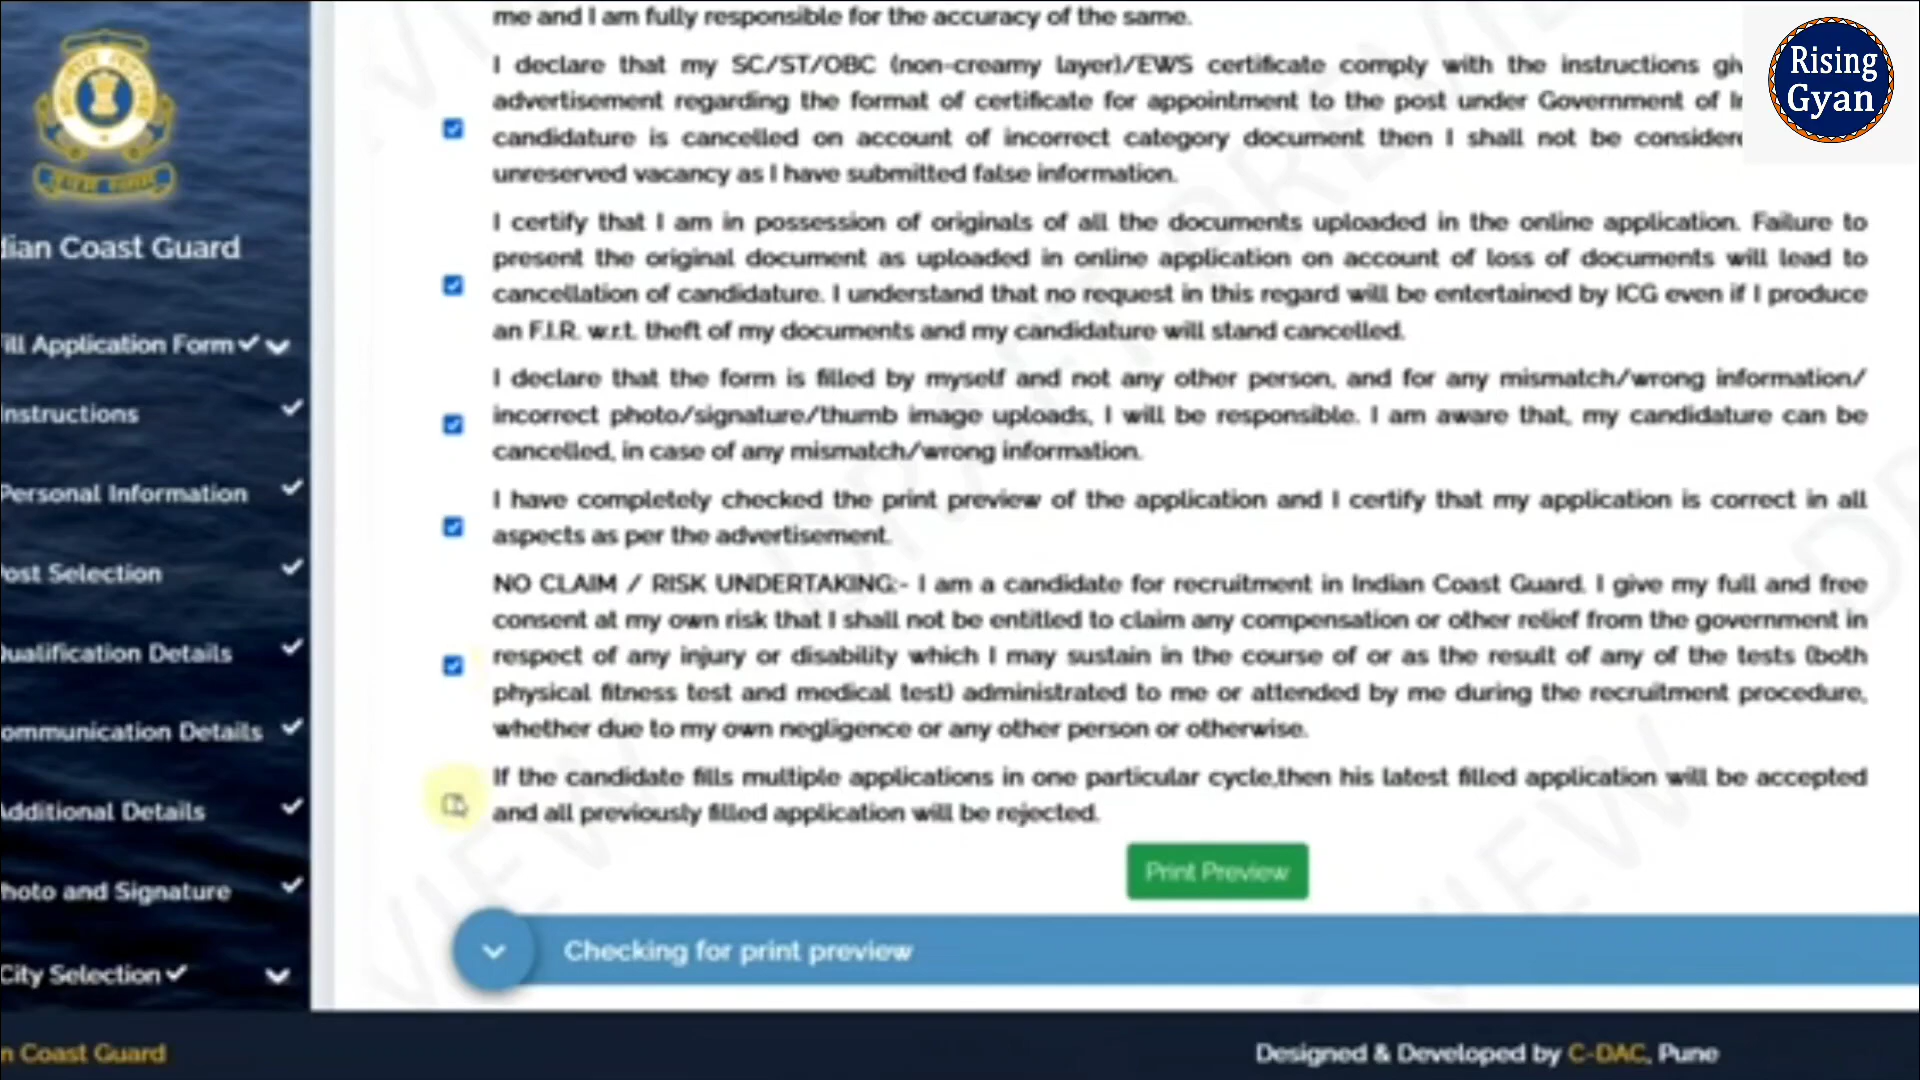 me and I am fully responsible for the accuracy of the same.
I declare that my SC/ST/OBC (non-creamy layer)/EWS certificate comply with the instructions
advertisement regarding the format of certificate for appointment to the post under Government of
candidature is cancelled on account of incorrect category document then I shall not be
unreserved vacancy as I have submitted false information.
I certify that I am in possession of originals of all the documents uploaded in the online application. Failure to
present the original document as uploaded in online application on account of loss of documents will lead to
cancellation of candidature. I understand that no request in this regard will be entertained by ICG even if I produce
an F.I.R. w.r.t. theft of my documents and my candidature will stand cancelled.
I declare that the form is filled by myself and not any other person, and for any mismatch/wrong information/
incorrect photo/signature/thumb image uploads, I will be responsible. I am aware that, my candidature can be
cancelled, in case of any mismatch/wrong information.
I have completely checked the print preview of the application and I certify that my application is correct in all
aspects as per the advertisement.
NO CLAIM / RISK UNDERTAKING:- I am a candidate for recruitment in Indian Coast Guard. I give my full and free
consent at my own risk that I shall not be entitled to claim any compensation or other relief from the government in
respect of any injury or disability which I may sustain in the course of or as the result of any of the tests (both
physical fitness test and medical test) administrated to me or attended by me during the recruitment procedure,
whether due to my own negligence or any other person or otherwise.
If the candidate fills multiple applications in one particular cycle,then his latest filled application will be accepted
and all previously filled application will be rejected.
Print Preview
Checking for print preview
dian Coast Guard
ill Application Form
Instructions
Personal Information
ost Selection
ualification Details
ommunication Details
Additional Details
hoto and Signature
City Selection
n Coast Guard
Designed & Developed by C-DAC, Pune
Rising
Gyan